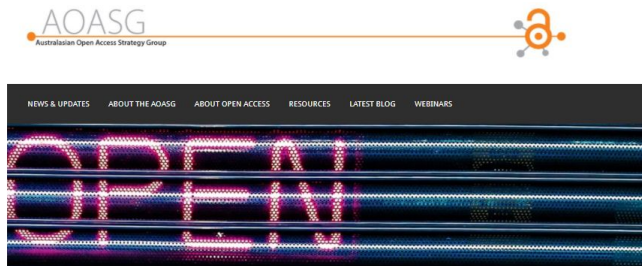 AOASG
Australasian Open Access Strategy Group
NEWS & UPDATES ABOUT THE AOASG ABOUT OPEN ACCESS RESOURCES LATEST BLOG WEBINARS
OPEN